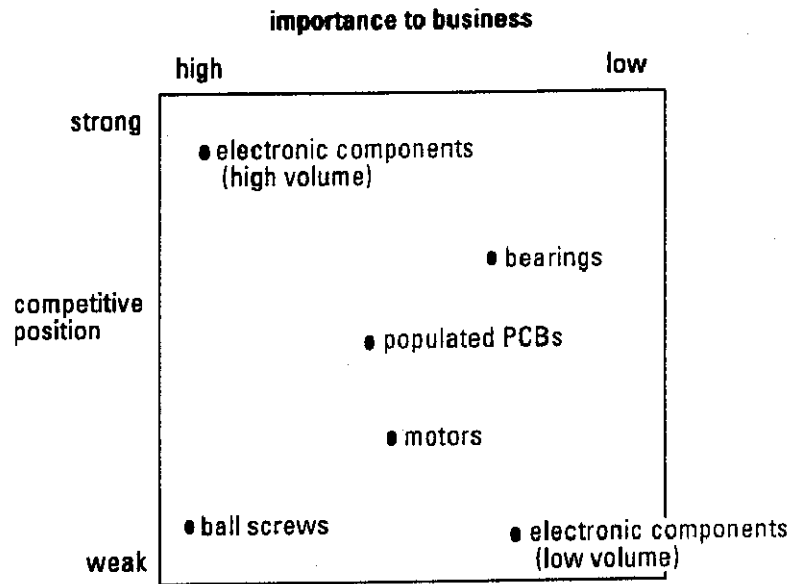 importance to business
high low
strong
electronic components
(high volume)
bearings
competitive
position
populated PCBs
motors
ball screws
electronic components
(low volume)
weak